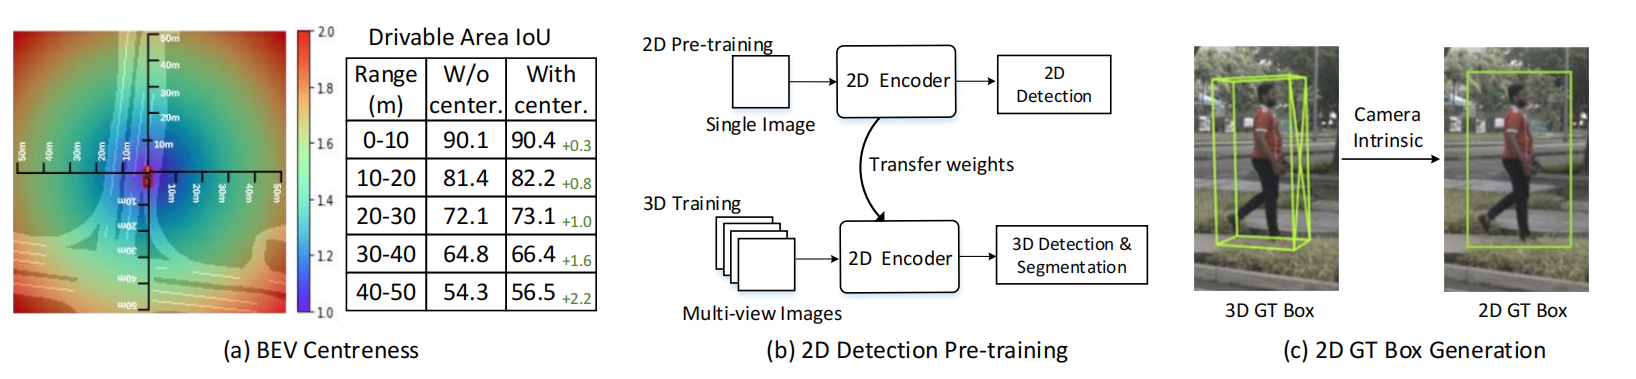 50m
40m
30m
20m
10m
50m
40m
30m
20m
10m
10m
20m
30m
40m
50m
10m
20m
30m
40m
50m
2.0
1.8
1.6
1.4
1.2
1.0
Drivable Area IoU
Range (m) W/o center. With center.
0-10 90.1 90.4 +0.3
10-20 81.4 82.2 +0.8
20-30 72.1 73.1 +1.0
30-40 64.8 66.4 +1.6
40-50 54.3 56.5 +2.2
(a) BEV Centreness
2D Pre-training
Single Image
2D Encoder
2D
Detection
Transfer weights
3D Training
Multi-view Images
2D Encoder
3D Detection &
Segmentation
(b) 2D Detection Pre-training
3D GT Box
Camera
Intrinsic
2D GT Box
(c) 2D GT Box Generation